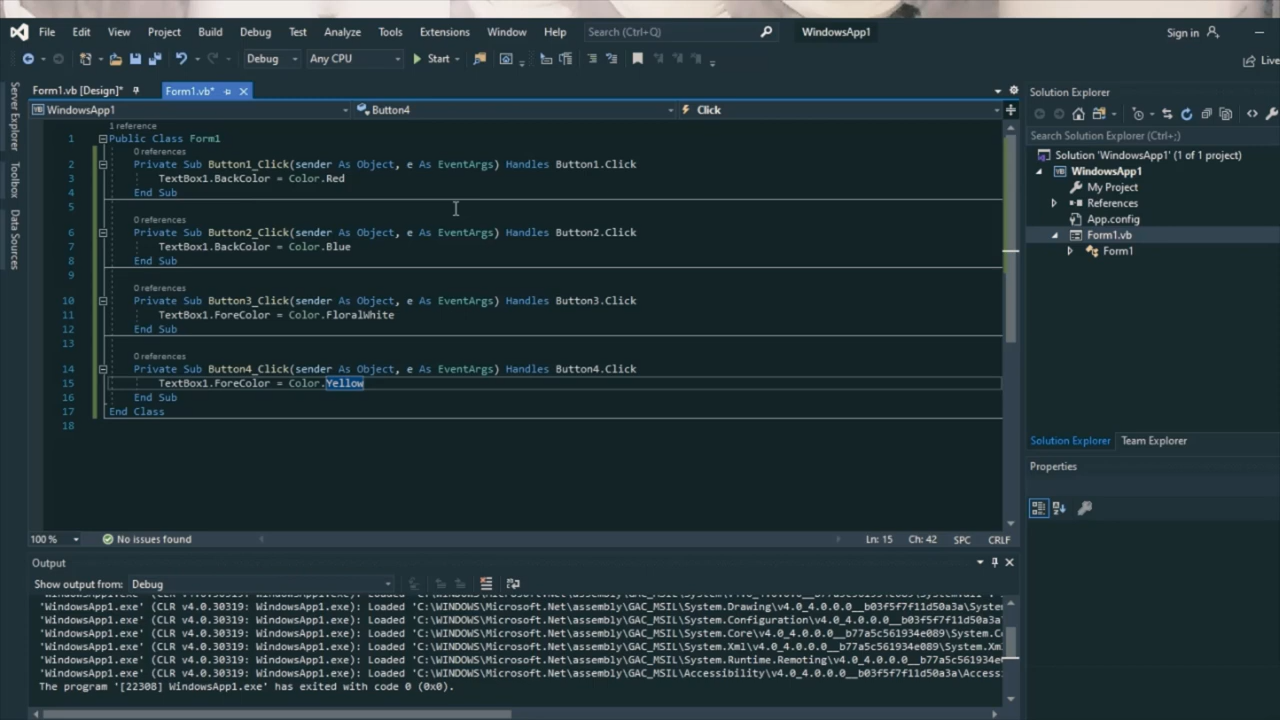 File Edit View Project Build Debug Test Analyze Tools Extensions Window Help Search (Ctrl+Q) WindowsApp1 Sign in
Debug Any CPU Start Live
Form1.vb [Design]* Form1.vb*
WindowsApp1 Button4 Click
Server Explorer
Toolbox
Data Sources
1 reference
1 Public Class Form1
0 references
2 Private Sub Button1_Click(sender As Object, e As EventArgs) Handles Button1.Click
3 TextBox1.BackColor = Color.Red
4 End Sub
5
0 references
6 Private Sub Button2_Click(sender As Object, e As EventArgs) Handles Button2.Click
7 TextBox1.BackColor = Color.Blue
8 End Sub
9
0 references
10 Private Sub Button3_Click(sender As Object, e As EventArgs) Handles Button3.Click
11 TextBox1.ForeColor = Color.FloralWhite
12 End Sub
13
0 references
14 Private Sub Button4_Click(sender As Object, e As EventArgs) Handles Button4.Click
15 TextBox1.ForeColor = Color.Yellow
16 End Sub
17 End Class
18
100 % No issues found Ln: 15 Ch: 42 SPC CRLF
Output
Show output from: Debug
'WindowsApp1.exe' (CLR v4.0.30319: WindowsApp1.exe): Loaded 'C:\WINDOWS\Microsoft.Net\assembly\GAC_MSIL\System.Drawing\v4.0_4.0.0.0__b03f5f7f11d50a3a\System
'WindowsApp1.exe' (CLR v4.0.30319: WindowsApp1.exe): Loaded 'C:\WINDOWS\Microsoft.Net\assembly\GAC_MSIL\System.Configuration\v4.0_4.0.0.0__b03f5f7f11d50a3a\
'WindowsApp1.exe' (CLR v4.0.30319: WindowsApp1.exe): Loaded 'C:\WINDOWS\Microsoft.Net\assembly\GAC_MSIL\System.Core\v4.0_4.0.0.0__b77a5c561934e089\System.Co
'WindowsApp1.exe' (CLR v4.0.30319: WindowsApp1.exe): Loaded 'C:\WINDOWS\Microsoft.Net\assembly\GAC_MSIL\System.Xml\v4.0_4.0.0.0__b77a5c561934e089\System.Xm
'WindowsApp1.exe' (CLR v4.0.30319: WindowsApp1.exe): Loaded 'C:\WINDOWS\Microsoft.Net\assembly\GAC_MSIL\System.Runtime.Remoting\v4.0_4.0.0.0__b77a5c561934e
'WindowsApp1.exe' (CLR v4.0.30319: WindowsApp1.exe): Loaded 'C:\WINDOWS\Microsoft.Net\assembly\GAC_MSIL\Accessibility\v4.0_4.0.0.0__b03f5f7f11d50a3a\Access
The program '[22308] WindowsApp1.exe' has exited with code 0 (0x0).
Solution Explorer
Search Solution Explorer (Ctrl+;)
Solution 'WindowsApp1' (1 of 1 project)
WindowsApp1
My Project
References
App.config
Form1.vb
Form1
Solution Explorer Team Explorer
Properties